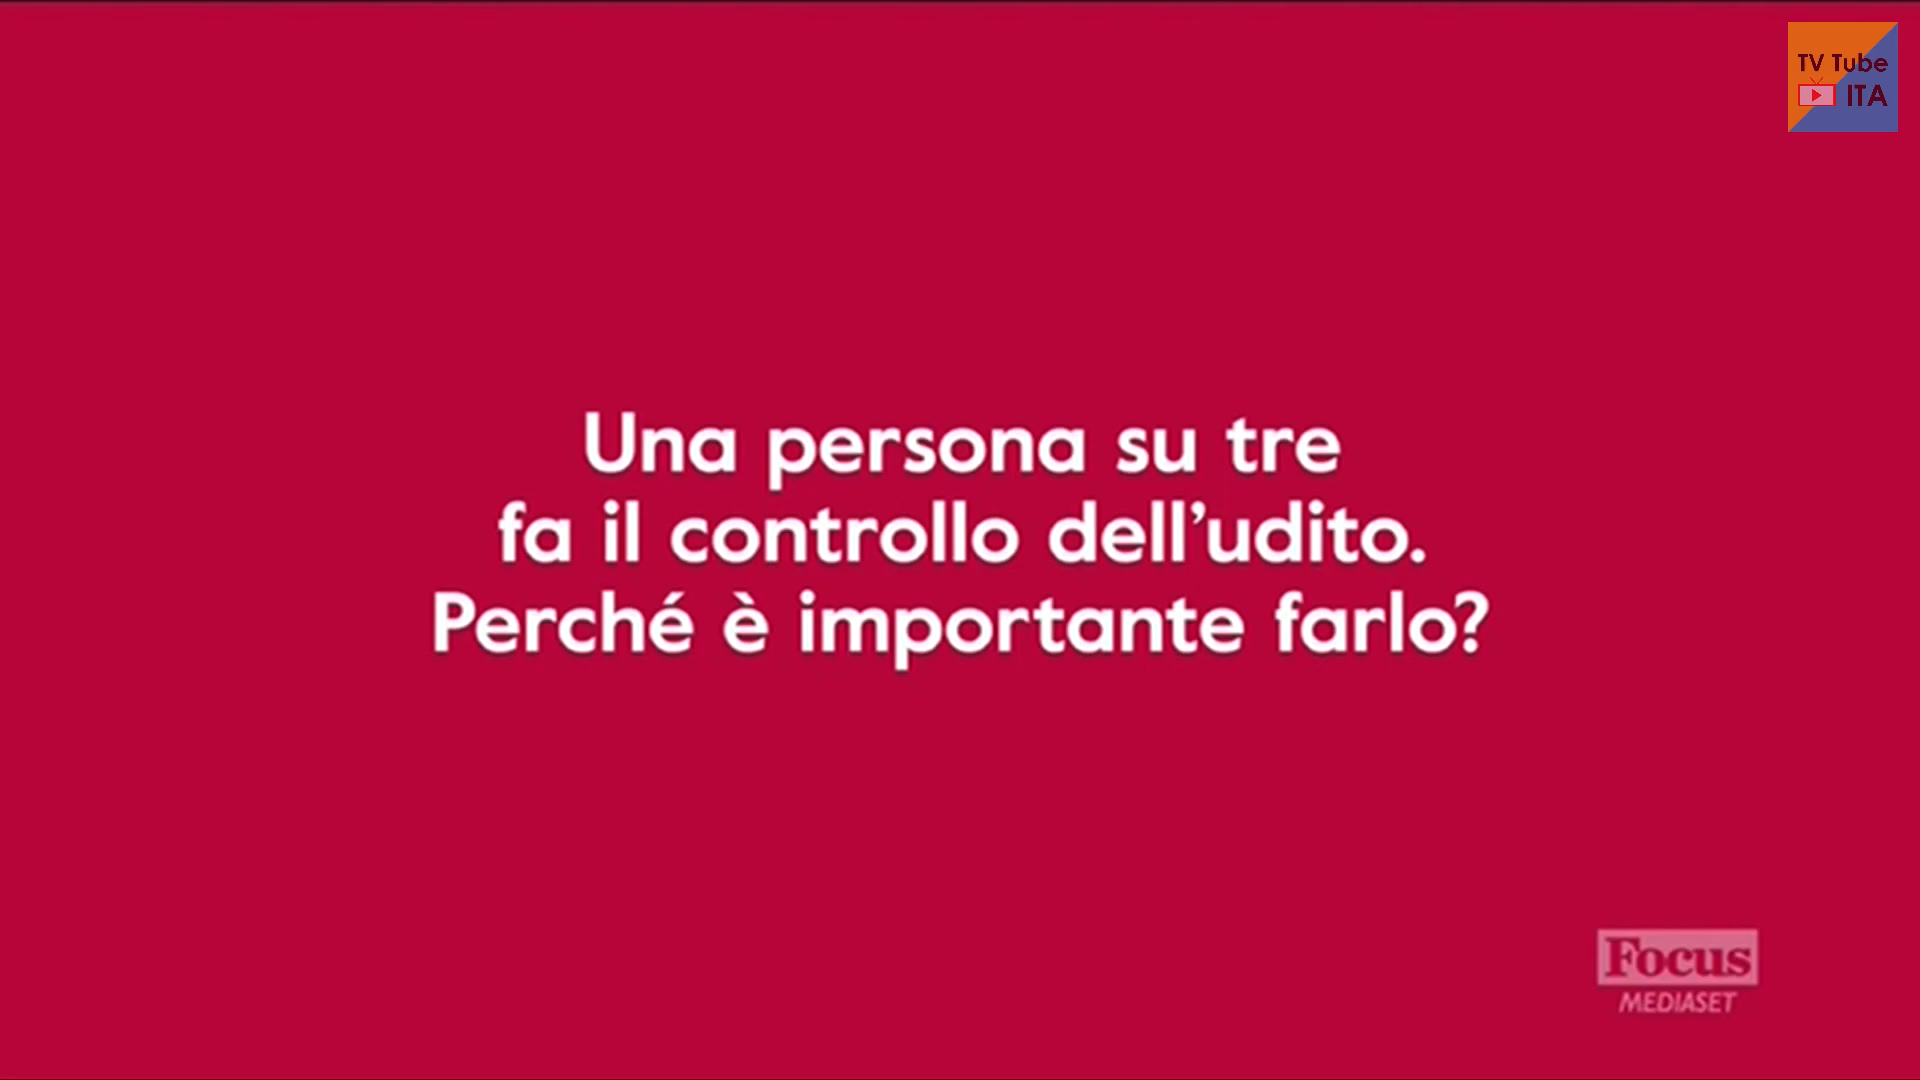 TV Tube
ITA
Una persona su tre
fa il controllo dell’udito.
Perché è importante farlo?
Focus
MEDIASET